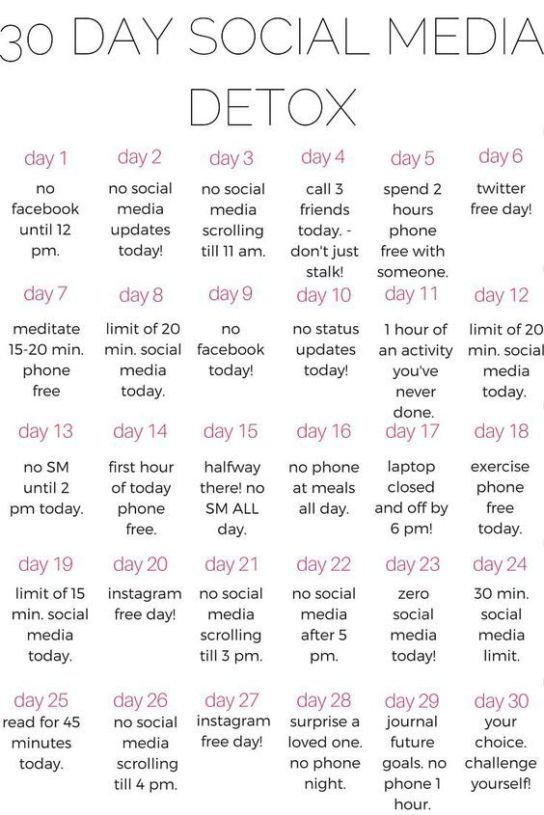 30 DAY SOCIAL MEDIA
DETOX
day 1
no
facebook
until 12
pm.
day 2
no social
media
updates
today!
day 3
no social
media
scrolling
till 11 am.
day 4
call 3
friends
today. -
don't just
stalk!
day 5
spend 2
hours
phone
free with
someone.
day 6
twitter
free day!
day 7
meditate
15-20 min.
phone
free
day 8
limit of 20
min. social
media
today.
day 9
no
facebook
today!
day 10
no status
updates
today!
day 11
1 hour of
an activity
you've
never
done.
day 12
limit of 20
min. social
media
today.
day 13
no SM
until 2
pm today.
day 14
first hour
of today
phone
free.
day 15
halfway
there! no
SM ALL
day.
day 16
no phone
at meals
all day.
day 17
laptop
closed
and off by
6 pm!
day 18
exercise
phone
free
today.
day 19
limit of 15
min. social
media
today.
day 20
instagram
free day!
day 21
no social
media
scrolling
till 3 pm.
day 22
no social
media
after 5
pm.
day 23
zero
social
media
today!
day 24
30 min.
social
media
limit.
day 25
read for 45
minutes
today.
day 26
no social
media
scrolling
till 4 pm.
day 27
instagram
free day!
day 28
surprise a
loved one.
no phone
night.
day 29
journal
future
goals. no
phone 1
hour.
day 30
your
choice.
challenge
yourself!